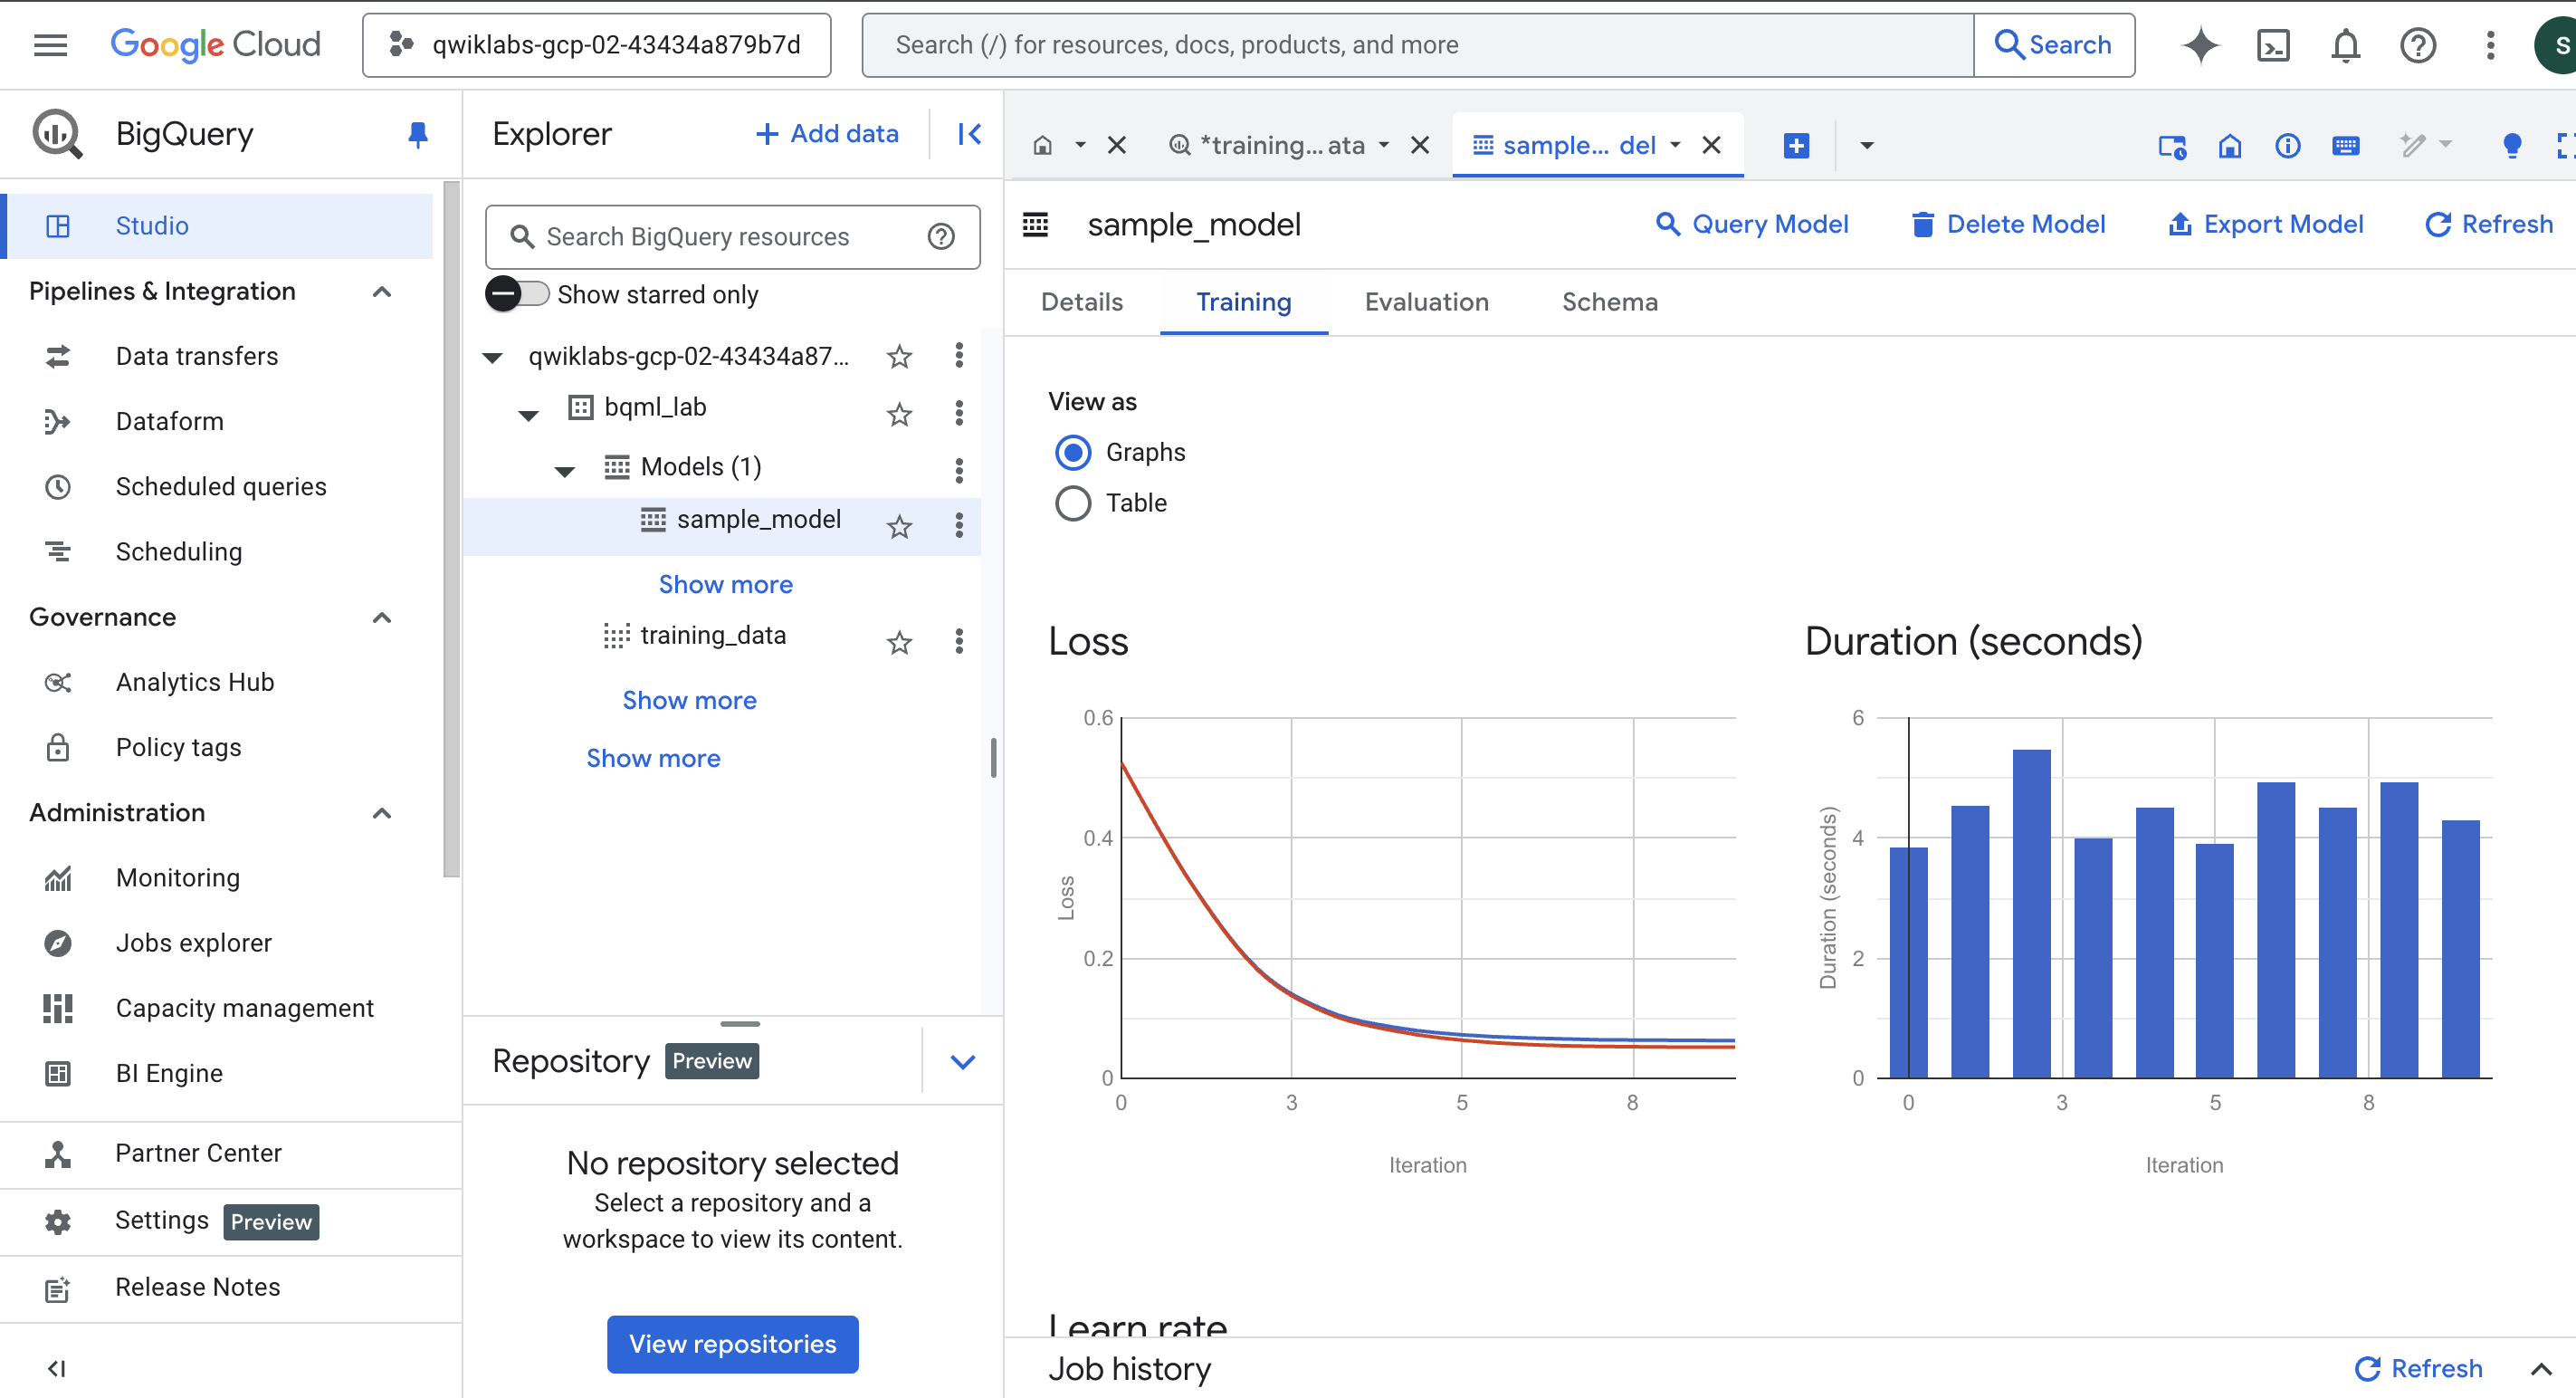 Google Cloud
qwiklabs-gcp-02-43434a879b7d
Search (/) for resources, docs, products, and more
Search
S
BigQuery
Studio
Pipelines & Integration
Data transfers
Dataform
Scheduled queries
Scheduling
Governance
Analytics Hub
Policy tags
Administration
Monitoring
Jobs explorer
Capacity management
BI Engine
Partner Center
Settings Preview
Release Notes
Explorer
+ Add data
Search BigQuery resources
Show starred only
qwiklabs-gcp-02-43434a87...
bqml_lab
Models (1)
sample_model
Show more
training_data
Show more
Show more
Repository Preview
No repository selected
Select a repository and a
workspace to view its content.
View repositories
*training... ata
sample... del
sample_model
Query Model
Delete Model
Export Model
Refresh
Details Training Evaluation Schema
View as
Graphs
Table
Loss
0.6
0.4
0.2
0
Loss
0 3 5 8
Iteration
Duration (seconds)
6
4
2
0
Duration (seconds)
0 3 5 8
Iteration
Learn rate
Job history
Refresh